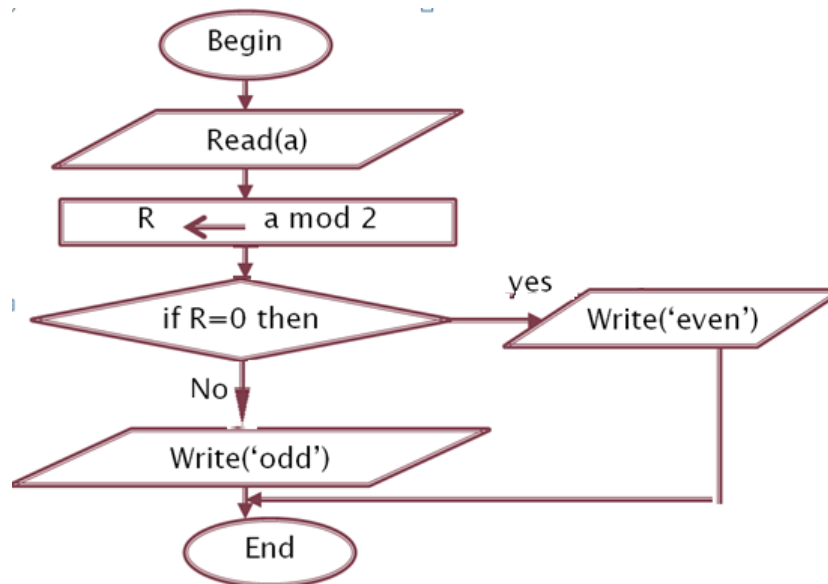 Begin
Read(a)
R ← a mod 2
if R=0 then
yes
Write(‘even’)
No
Write(‘odd’)
End